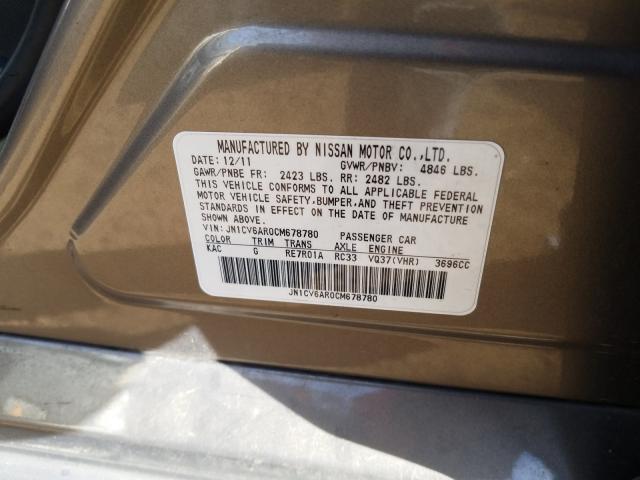 MANUFACTURED BY NISSAN MOTOR CO.,LTD.
DATE: 12/11 GVWR/PNBV: 4846 LBS.
GAWR/PNBE FR: 2423 LBS. RR: 2482 LBS.
THIS VEHICLE CONFORMS TO ALL APPLICABLE FEDERAL
MOTOR VEHICLE SAFETY,BUMPER,AND THEFT PREVENTION
STANDARDS IN EFFECT ON THE DATE OF MANUFACTURE
SHOWN ABOVE.
VIN: JN1CV6AR0CM678780 PASSENGER CAR
COLOR TRIM TRANS AXLE ENGINE
KAC G RE7R01A RC33 VQ37(VHR) 3696CC
JN1CV6AR0CM678780